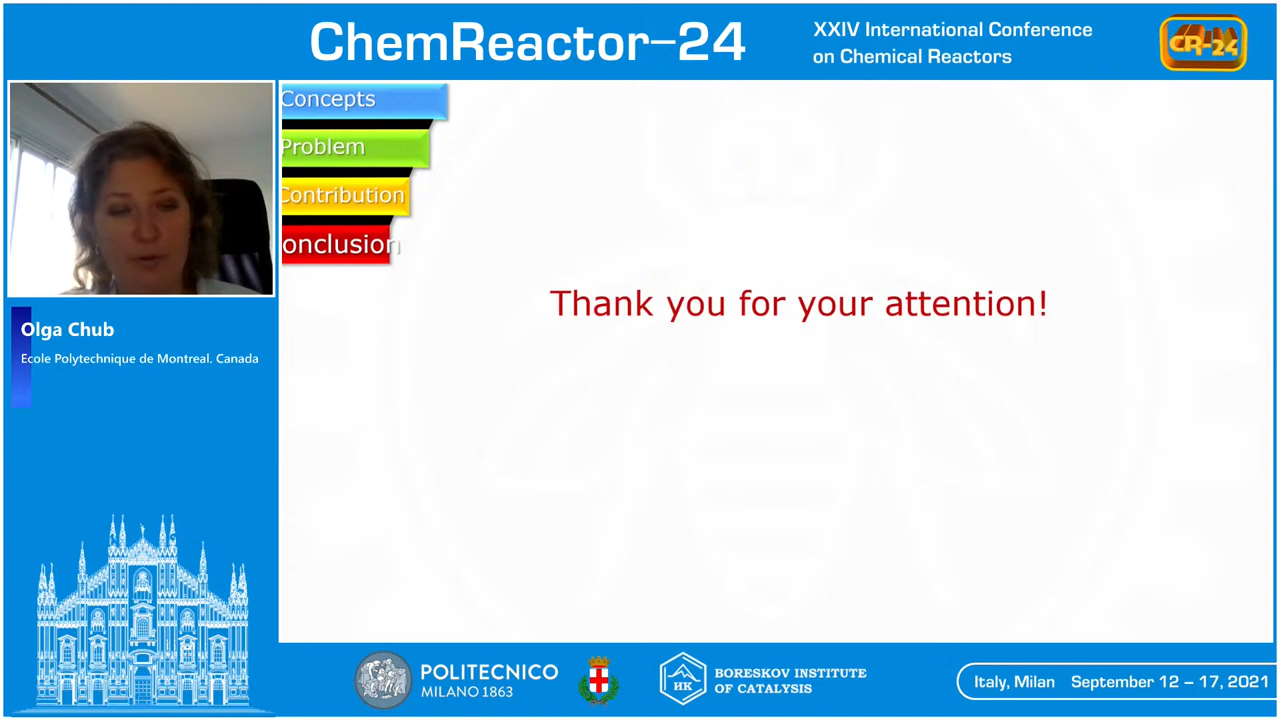 ChemReactor–24
XXIV International Conference
on Chemical Reactors
CR-24
Concepts
Problem
Contribution
onclusion
Thank you for your attention!
Olga Chub
Ecole Polytechnique de Montreal. Canada
POLITECNICO
MILANO 1863
НК
BORESKOV INSTITUTE
OF CATALYSIS
Italy, Milan September 12 – 17, 2021